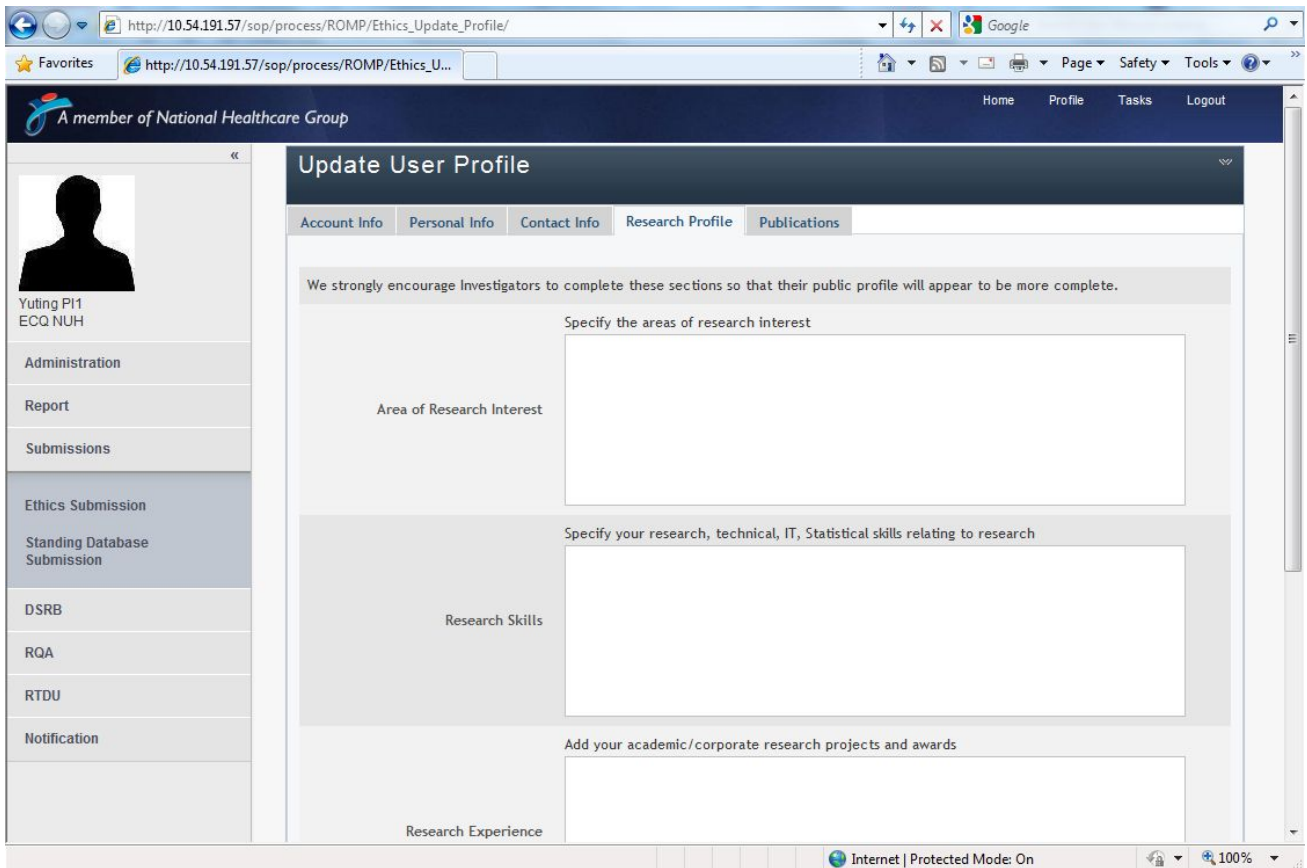 http://10.54.191.57/sop/process/ROMP/Ethics_Update_Profile/
Google
Favorites
http://10.54.191.57/sop/process/ROMP/Ethics_U...
Page
Safety
Tools
A member of National Healthcare Group
Home
Profile
Tasks
Logout
«
Yuting PI1
ECQ NUH
Administration
Report
Submissions
Ethics Submission
Standing Database
Submission
DSRB
RQA
RTDU
Notification
Update User Profile
Account Info
Personal Info
Contact Info
Research Profile
Publications
We strongly encourage Investigators to complete these sections so that their public profile will appear to be more complete.
Specify the areas of research interest
Area of Research Interest
Specify your research, technical, IT, Statistical skills relating to research
Research Skills
Add your academic/corporate research projects and awards
Research Experience
Internet | Protected Mode: On
100%